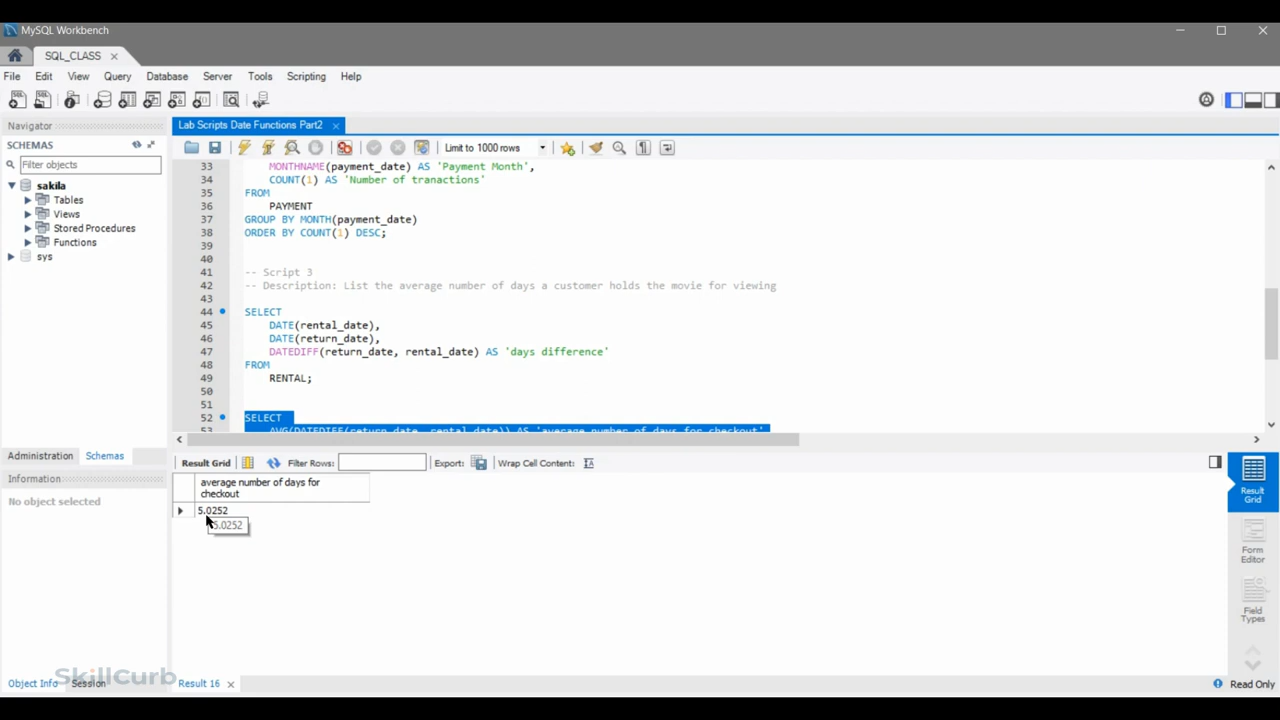 MySQL Workbench
SQL_CLASS
File Edit View Query Database Server Tools Scripting Help
Navigator
SCHEMAS
Filter objects
sakila
Tables
Views
Stored Procedures
Functions
sys
Administration Schemas
Information
No object selected
Object Info Session
SkillCurb
Lab Scripts Date Functions Part2
Limit to 1000 rows
33 MONTHNAME(payment_date) AS 'Payment Month',
34 COUNT(1) AS 'Number of tranactions'
35 FROM
36 PAYMENT
37 GROUP BY MONTH(payment_date)
38 ORDER BY COUNT(1) DESC;
39
40
41 -- Script 3
42 -- Description: List the average number of days a customer holds the movie for viewing
43
44 SELECT
45 DATE(rental_date),
46 DATE(return_date),
47 DATEDIFF(return_date, rental_date) AS 'days difference'
48 FROM
49 RENTAL;
50
51
52 SELECT
53 AVG(DATEDIFF(return_date, rental_date)) AS 'average number of days for checkout'
Result Grid Filter Rows: Export: Wrap Cell Content:
average number of days for
checkout
5.0252
5.0252
Result
Grid
Form
Editor
Field
Types
Result 16
Read Only